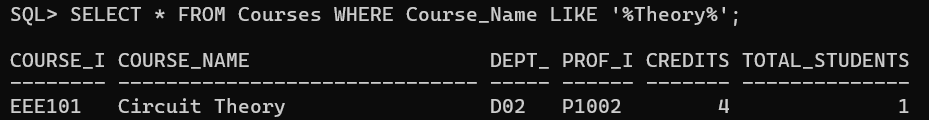 SQL> SELECT * FROM Courses WHERE Course_Name LIKE '%Theory%';
COURSE_I COURSE_NAME                    DEPT_ PROF_I CREDITS TOTAL_STUDENTS
-------- ------------------------------ ----- ------ ------- --------------
EEE101   Circuit Theory                 D02   P1002        4              1